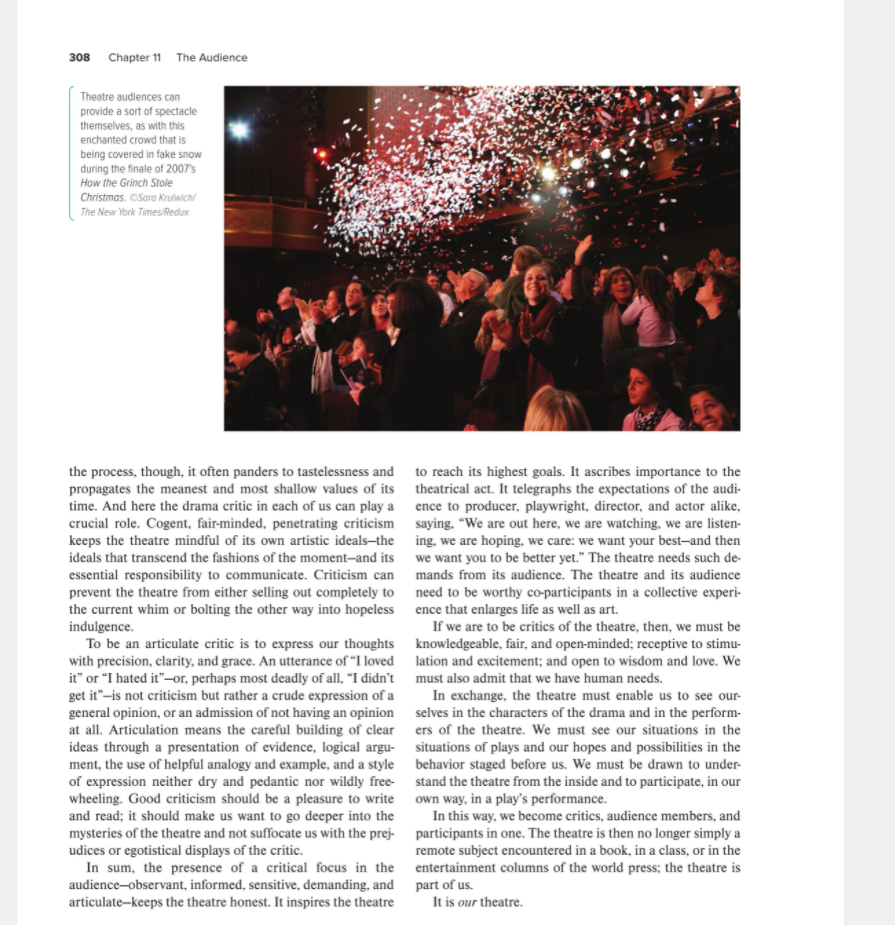 308 Chapter 11 The Audience
Theatre audiences can
provide a sort of spectacle
themselves, as with this
enchanted crowd that is
being covered in fake snow
during the finale of 2007's
How the Grinch Stole
Christmas. ©Sara Krulwich/
The New York Times/Redux
the process, though, it often panders to tastelessness and
propagates the meanest and most shallow values of its
time. And here the drama critic in each of us can play a
crucial role. Cogent, fair-minded, penetrating criticism
keeps the theatre mindful of its own artistic ideals—the
ideals that transcend the fashions of the moment—and its
essential responsibility to communicate. Criticism can
prevent the theatre from either selling out completely to
the current whim or bolting the other way into hopeless
indulgence.
To be an articulate critic is to express our thoughts
with precision, clarity, and grace. An utterance of “I loved
it” or “I hated it”—or, perhaps most deadly of all, “I didn’t
get it”—is not criticism but rather a crude expression of a
general opinion, or an admission of not having an opinion
at all. Articulation means the careful building of clear
ideas through a presentation of evidence, logical argu-
ment, the use of helpful analogy and example, and a style
of expression neither dry and pedantic nor wildly free-
wheeling. Good criticism should be a pleasure to write
and read; it should make us want to go deeper into the
mysteries of the theatre and not suffocate us with the prej-
udices or egotistical displays of the critic.
In sum, the presence of a critical focus in the
audience—observant, informed, sensitive, demanding, and
articulate—keeps the theatre honest. It inspires the theatre
to reach its highest goals. It ascribes importance to the
theatrical act. It telegraphs the expectations of the audi-
ence to producer, playwright, director, and actor alike,
saying, “We are out here, we are watching, we are listen-
ing, we are hoping, we care: we want your best—and then
we want you to be better yet.” The theatre needs such de-
mands from its audience. The theatre and its audience
need to be worthy co-participants in a collective experi-
ence that enlarges life as well as art.
If we are to be critics of the theatre, then, we must be
knowledgeable, fair, and open-minded; receptive to stimu-
lation and excitement; and open to wisdom and love. We
must also admit that we have human needs.
In exchange, the theatre must enable us to see our-
selves in the characters of the drama and in the perform-
ers of the theatre. We must see our situations in the
situations of plays and our hopes and possibilities in the
behavior staged before us. We must be drawn to under-
stand the theatre from the inside and to participate, in our
own way, in a play’s performance.
In this way, we become critics, audience members, and
participants in one. The theatre is then no longer simply a
remote subject encountered in a book, in a class, or in the
entertainment columns of the world press; the theatre is
part of us.
It is our theatre.